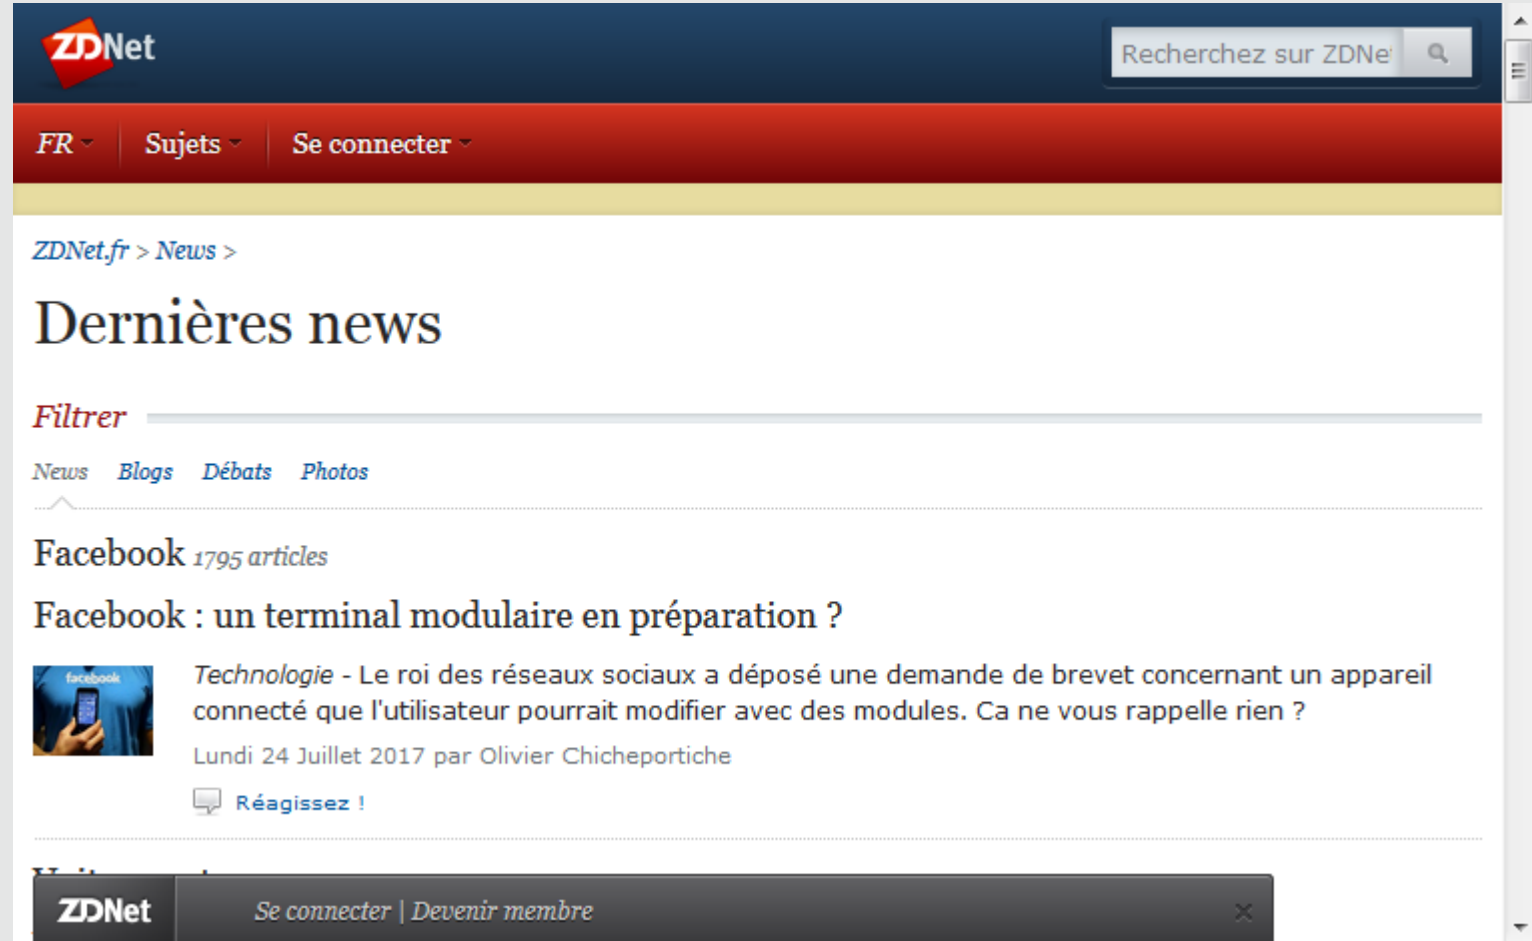 ZDNet
Recherchez sur ZDNe
FR
Sujets
Se connecter
ZDNet.fr > News >
Dernières news
Filtrer
News Blogs Débats Photos
Facebook 1795 articles
Facebook : un terminal modulaire en préparation ?
facebook
Technologie - Le roi des réseaux sociaux a déposé une demande de brevet concernant un appareil
connecté que l'utilisateur pourrait modifier avec des modules. Ca ne vous rappelle rien ?
Lundi 24 Juillet 2017 par Olivier Chicheportiche
Réagissez !
ZDNet
Se connecter | Devenir membre